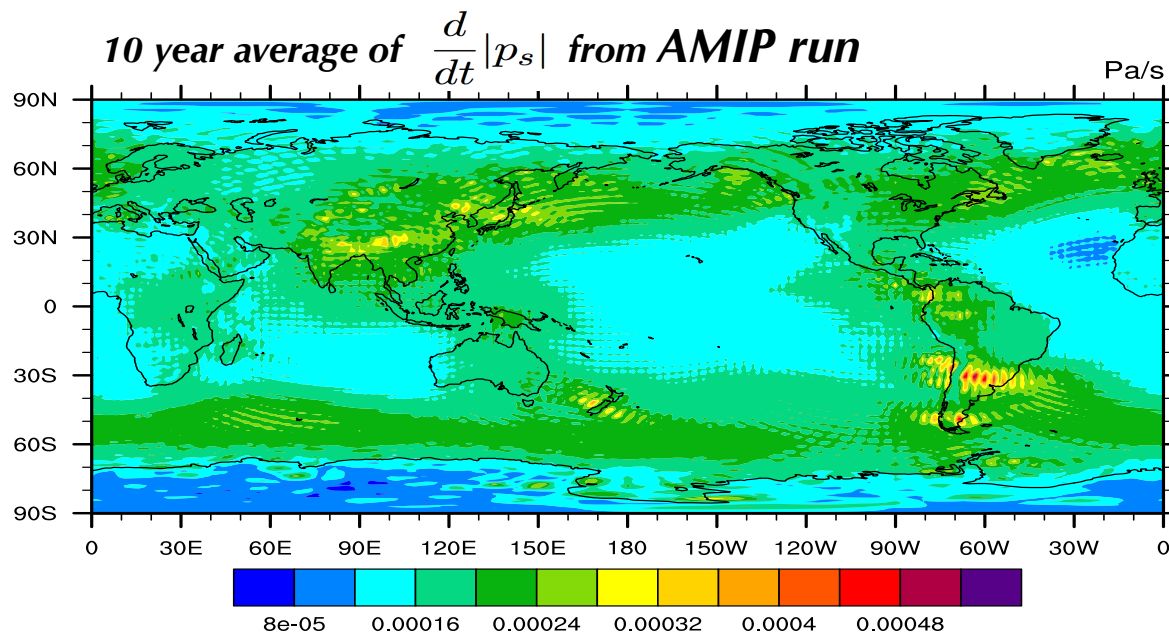 10 year average of d/dt |p_s| from AMIP run
Pa/s
90N
60N
30N
0
30S
60S
90S
0 30E 60E 90E 120E 150E 180 150W 120W 90W 60W 30W 0
8e-05 0.00016 0.00024 0.00032 0.0004 0.00048